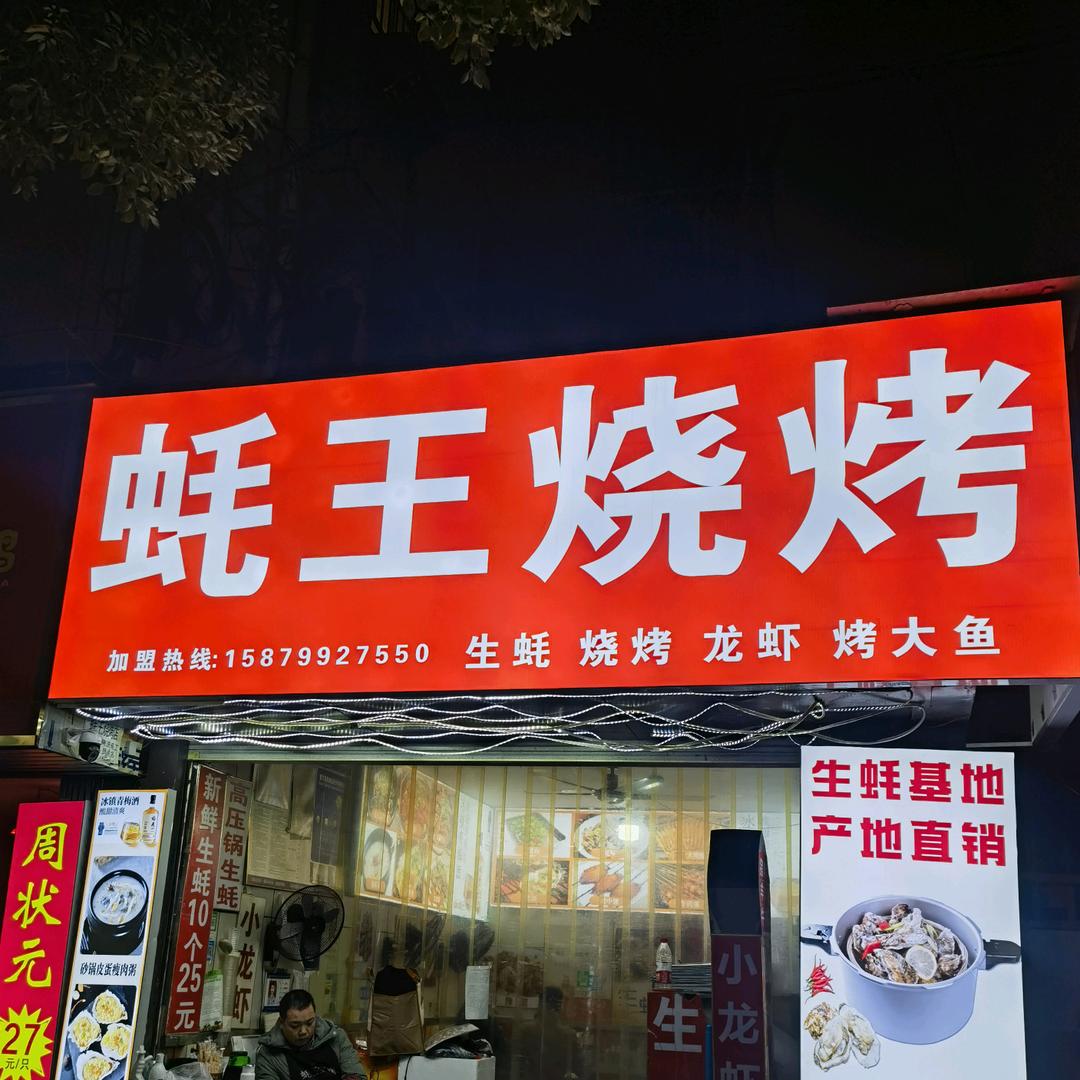 蚝王烧烤
加盟热线:15879927550
生蚝 烧烤 龙虾 烤大鱼
生蚝基地
产地直销
周状元
27
元/只
冰镇青梅酒
砂锅皮蛋瘦肉粥
新鲜生蚝10个25元
高压锅生蚝
小龙虾
生
小龙虾